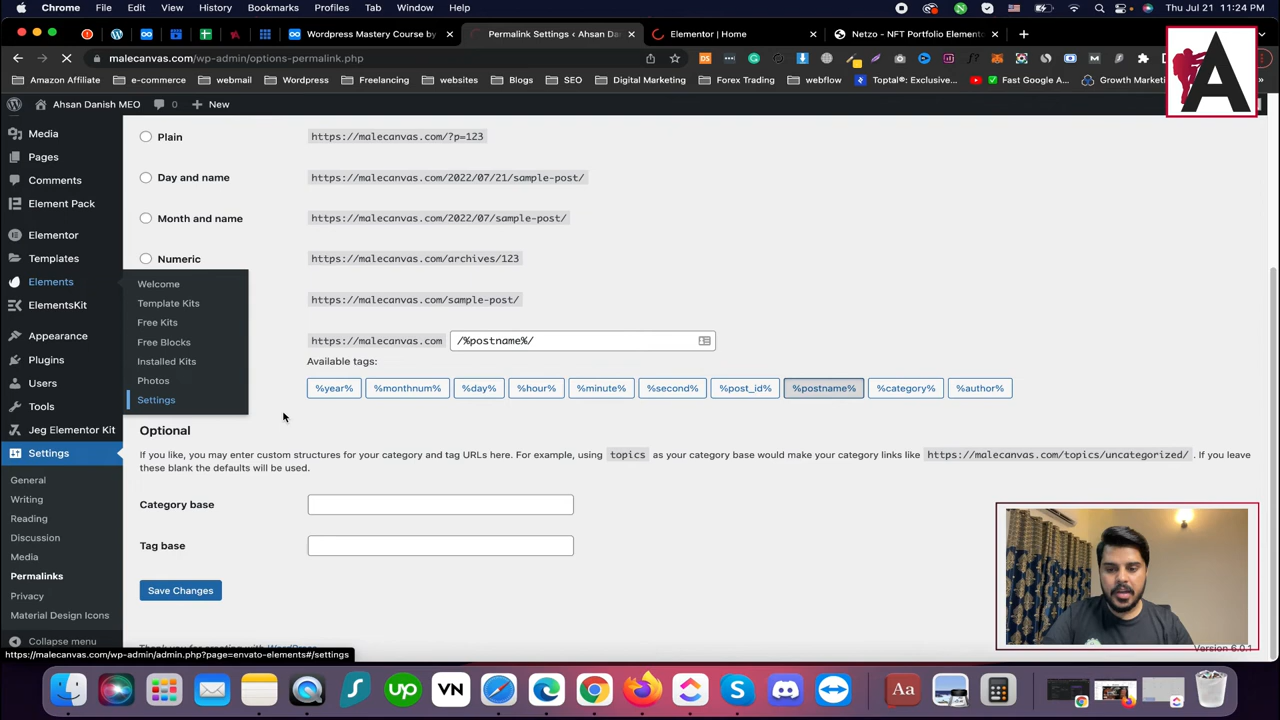 Chrome File Edit View History Bookmarks Profiles Tab Window Help Thu Jul 21 11:24 PM
Wordpress Mastery Course by Permalink Settings ‹ Ahsan Da Elementor | Home Netzo - NFT Portfolio Elemento
malecanvas.com/wp-admin/options-permalink.php
Amazon Affiliate e-commerce webmail Wordpress Freelancing websites Blogs SEO Digital Marketing Forex Trading webflow Toptal®: Exclusive... Fast Google A... Growth Marketin
Ahsan Danish MEO 0 New
A
Media
Pages
Comments
Element Pack
Elementor
Templates
Elements
ElementsKit
Appearance
Plugins
Users
Tools
Jeg Elementor Kit
Settings
General
Writing
Reading
Discussion
Media
Permalinks
Privacy
Material Design Icons
Collapse menu
Welcome
Template Kits
Free Kits
Free Blocks
Installed Kits
Photos
Settings
Plain https://malecanvas.com/?p=123
Day and name https://malecanvas.com/2022/07/21/sample-post/
Month and name https://malecanvas.com/2022/07/sample-post/
Numeric https://malecanvas.com/archives/123
https://malecanvas.com/sample-post/
https://malecanvas.com /%postname%/
Available tags:
%year% %monthnum% %day% %hour% %minute% %second% %post_id% %postname% %category% %author%
Optional
If you like, you may enter custom structures for your category and tag URLs here. For example, using topics as your category base would make your category links like https://malecanvas.com/topics/uncategorized/ . If you leave
these blank the defaults will be used.
Category base
Tag base
Save Changes
Thank you for creating with WordPress.
Version 6.0.1
https://malecanvas.com/wp-admin/admin.php?page=envato-elements#/settings
up VN Aa